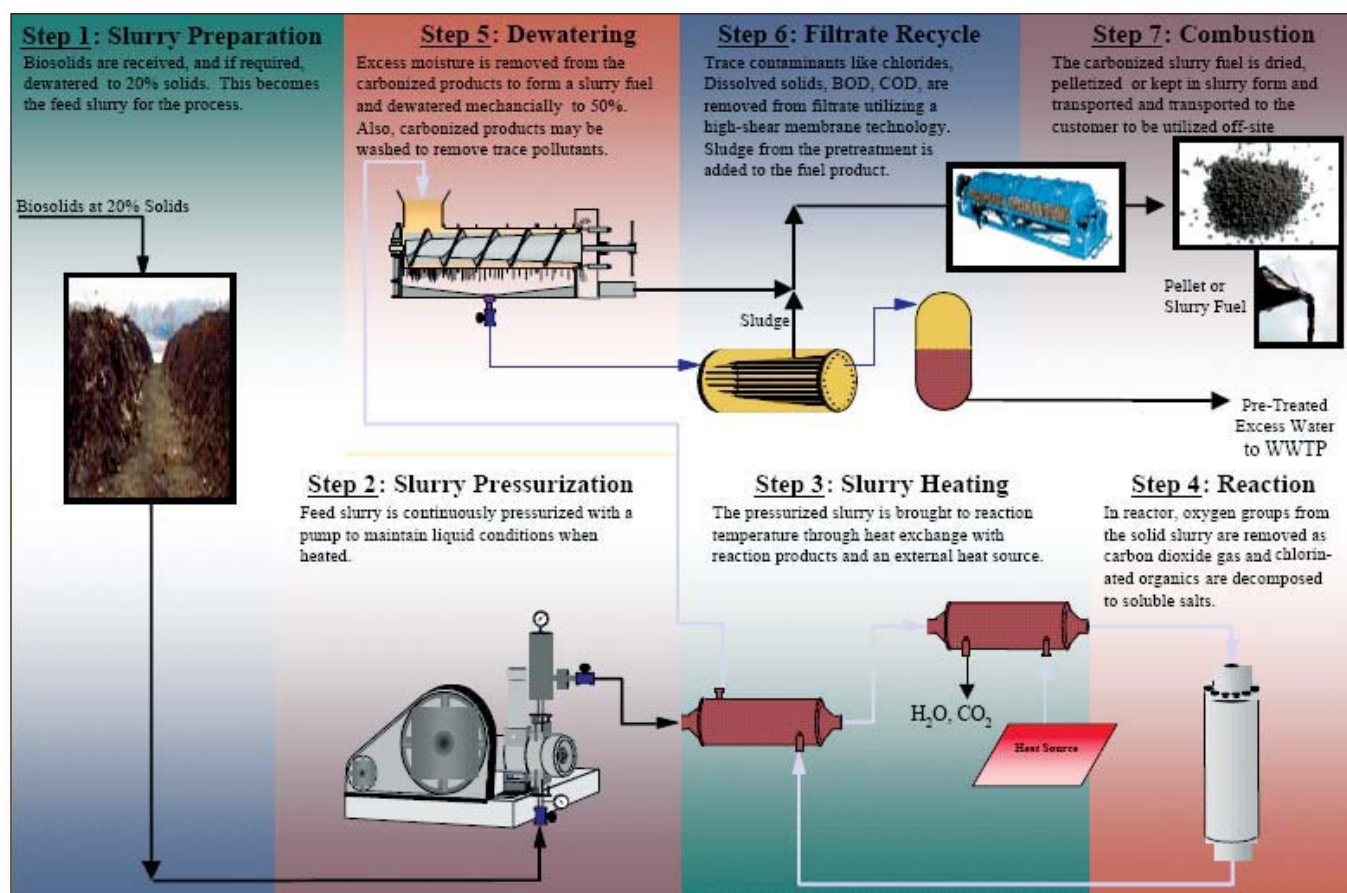 Step 1: Slurry Preparation
Biosolids are received, and if required,
dewatered to 20% solids. This becomes
the feed slurry for the process.
Biosolids at 20% Solids
Step 2: Slurry Pressurization
Feed slurry is continuously pressurized with a
pump to maintain liquid conditions when
heated.
Step 3: Slurry Heating
The pressurized slurry is brought to reaction
temperature through heat exchange with
reaction products and an external heat source.
H₂O, CO₂
Heat Source
Step 4: Reaction
In reactor, oxygen groups from
the solid slurry are removed as
carbon dioxide gas and chlorin-
ated organics are decomposed
to soluble salts.
Step 5: Dewatering
Excess moisture is removed from the
carbonized products to form a slurry fuel
and dewatered mechancially to 50%.
Also, carbonized products may be
washed to remove trace pollutants.
Step 6: Filtrate Recycle
Trace contaminants like chlorides,
Dissolved solids, BOD, COD, are
removed from filtrate utilizing a
high-shear membrane technology.
Sludge from the pretreatment is
added to the fuel product.
Sludge
Step 7: Combustion
The carbonized slurry fuel is dried,
pelletized or kept in slurry form and
transported and transported to the
customer to be utilized off-site
Pellet or
Slurry Fuel
Pre-Treated
Excess Water
to WWTP